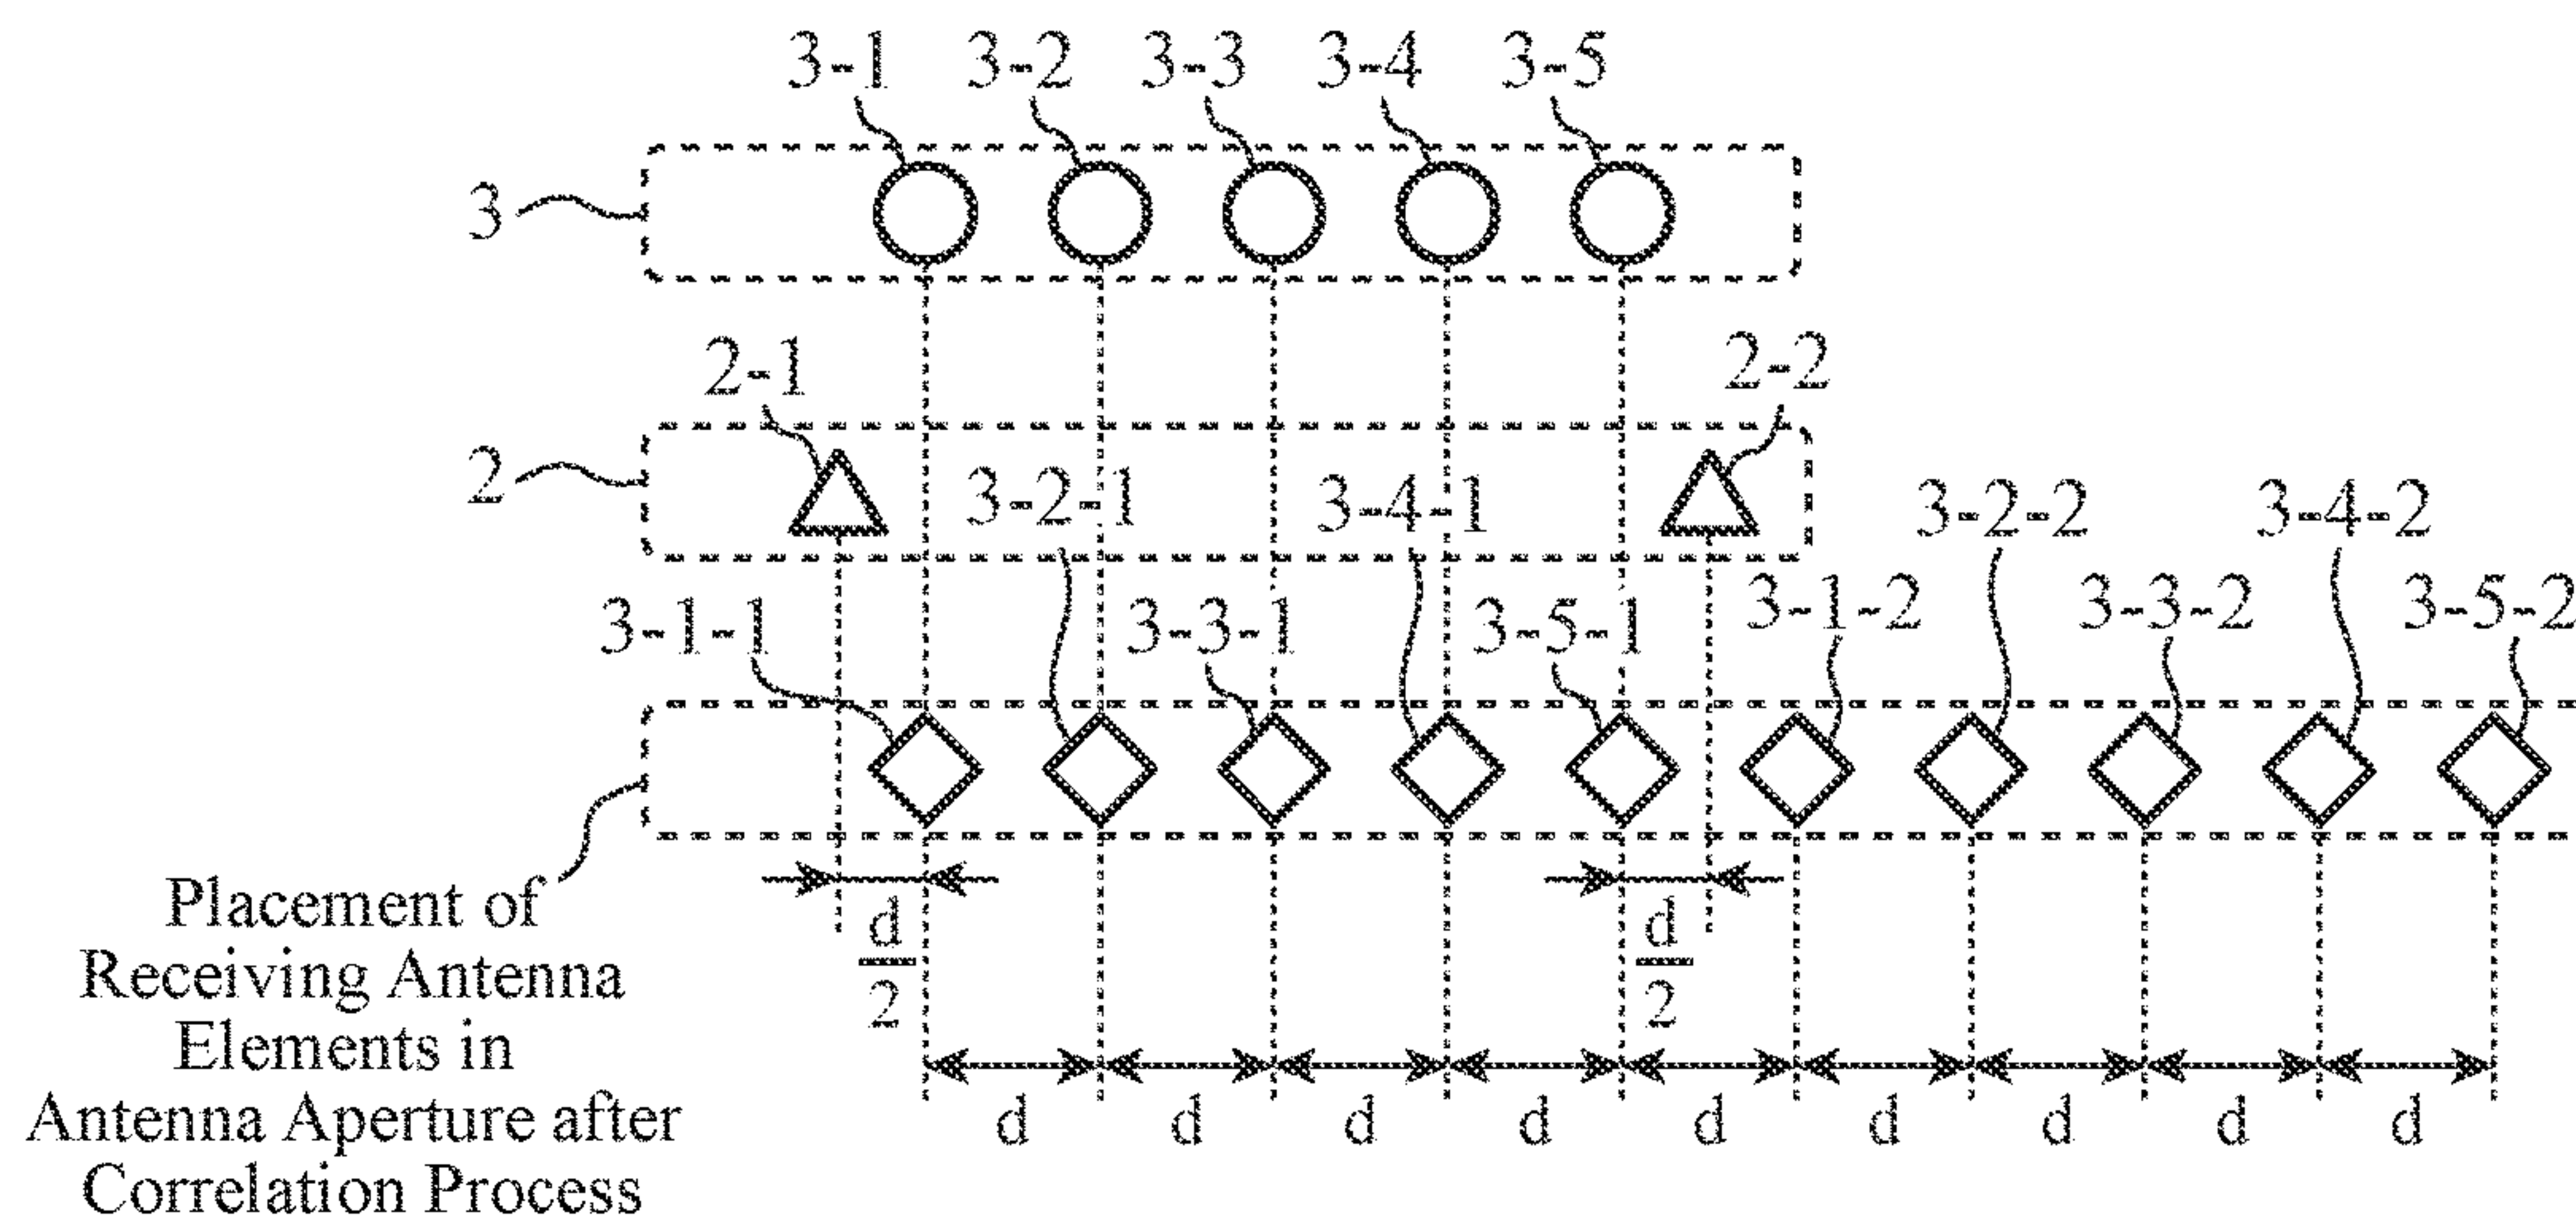 3-1 3-2 3-3 3-4 3-5
3
2-1 2-2
2 3-2-1 3-4-1 3-2-2 3-4-2
3-1-1 3-3-1 3-5-1 3-1-2 3-3-2 3-5-2
Placement of
Receiving Antenna
Elements in
Antenna Aperture after
Correlation Process
d/2 d/2
d d d d d d d d d